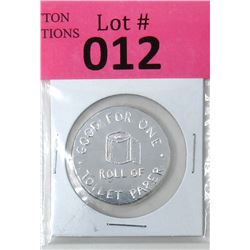 TON
TIONS
Lot #
012
GOOD FOR ONE
ROLL OF
TOILET PAPER